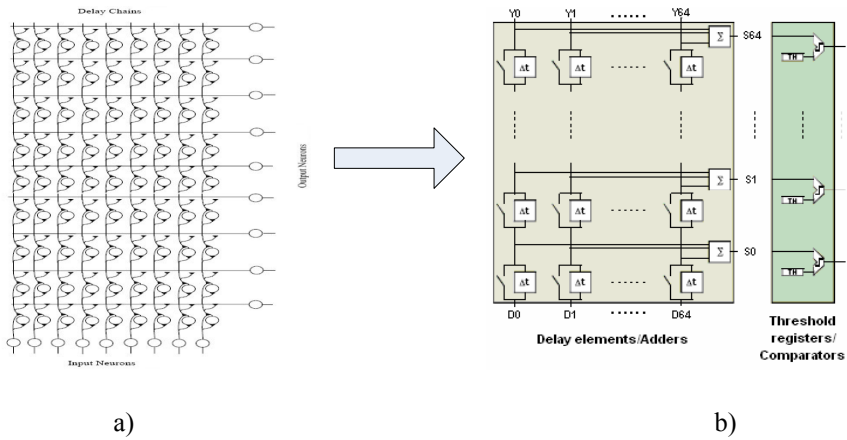 Delay Chains
Output Neurons
Input Neurons
a)
Y0 Y1 ...... Y64
Σ S64
Δt Δt ...... Δt
TH
Σ S1
Δt Δt ...... Δt
TH
Σ S0
Δt Δt ...... Δt
TH
D0 D1 ...... D64
Delay elements/Adders
Threshold
registers/
Comparators
b)